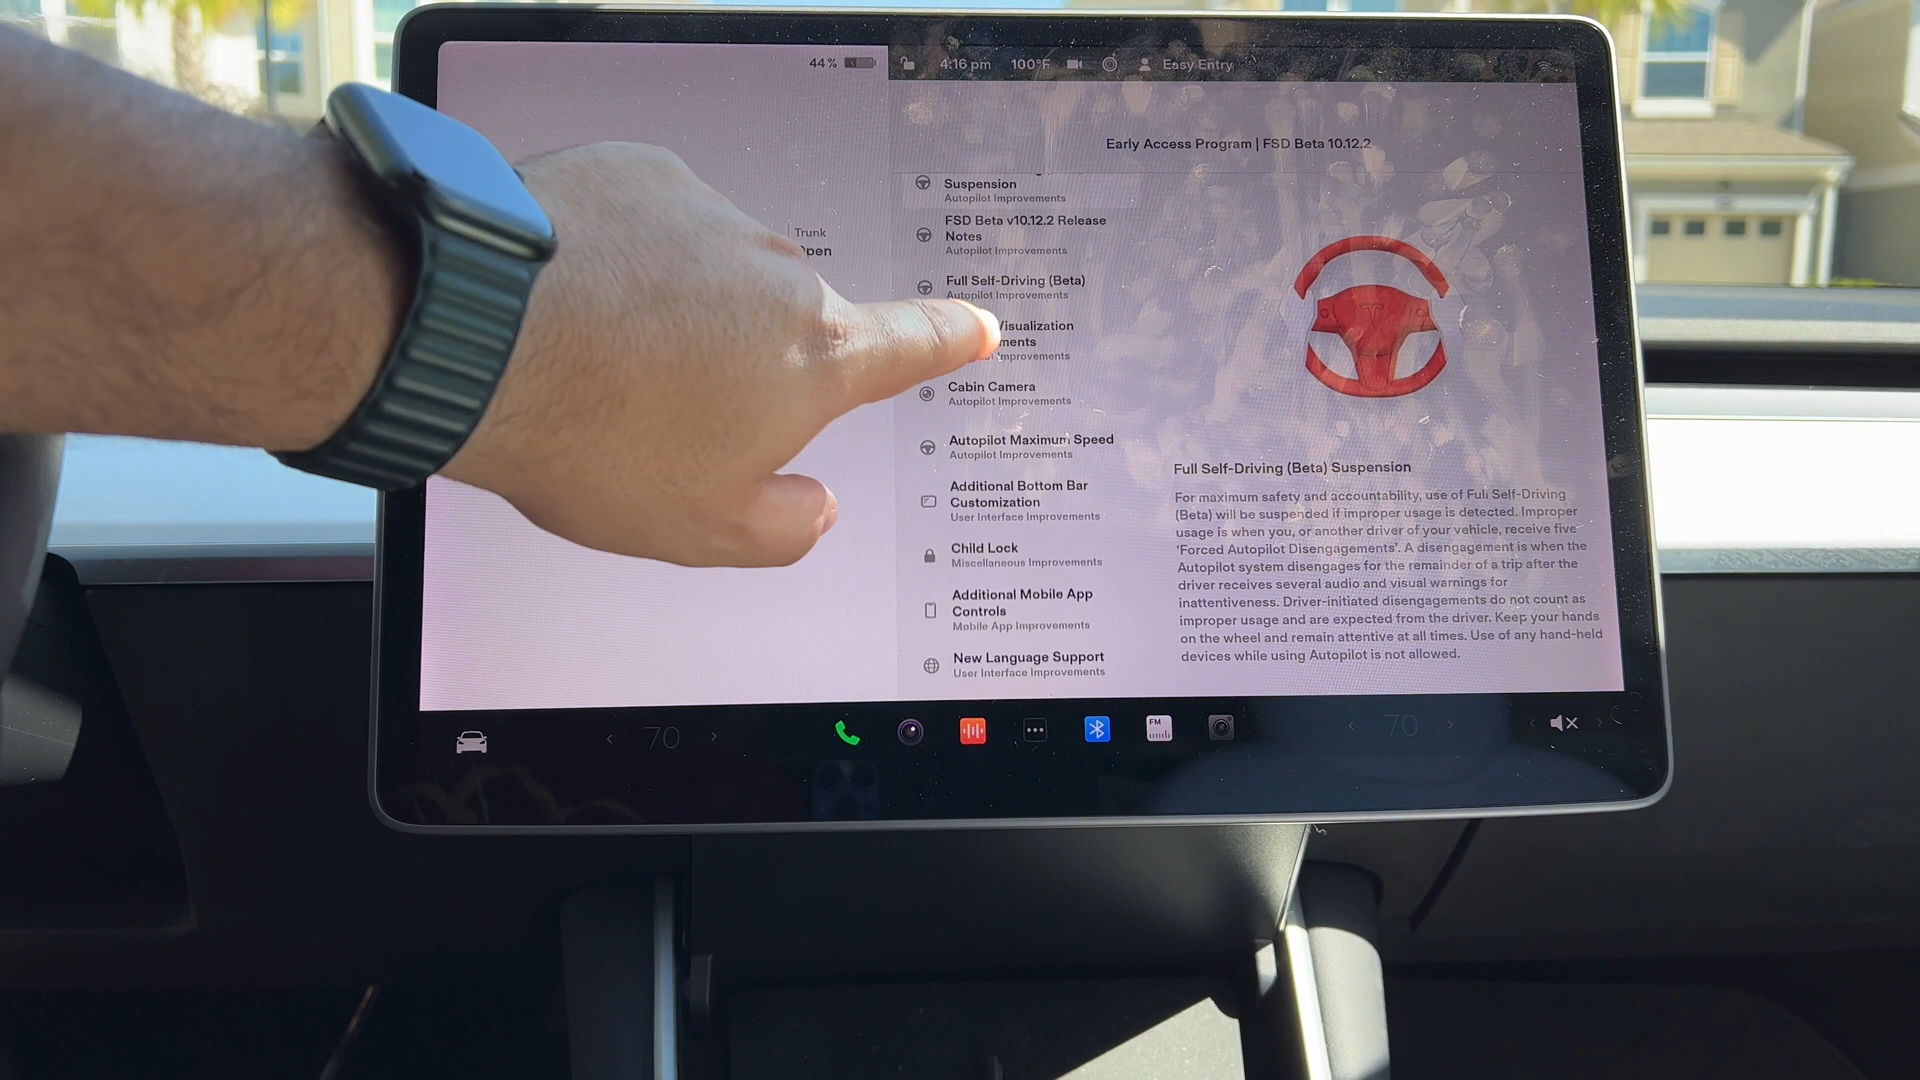 44 %
4:16 pm 100°F Easy Entry
Early Access Program | FSD Beta 10.12.2
Trunk
Open
Suspension
Autopilot Improvements
FSD Beta v10.12.2 Release
Notes
Autopilot Improvements
Full Self-Driving (Beta)
Autopilot Improvements
Visualization
Improvements
Cabin Camera
Autopilot Improvements
Autopilot Maximum Speed
Autopilot Improvements
Additional Bottom Bar
Customization
User Interface Improvements
Child Lock
Miscellaneous Improvements
Additional Mobile App
Controls
Mobile App Improvements
New Language Support
User Interface Improvements
Full Self-Driving (Beta) Suspension
For maximum safety and accountability, use of Full Self-Driving
(Beta) will be suspended if improper usage is detected. Improper
usage is when you, or another driver of your vehicle, receive five
‘Forced Autopilot Disengagements’. A disengagement is when the
Autopilot system disengages for the remainder of a trip after the
driver receives several audio and visual warnings for
inattentiveness. Driver-initiated disengagements do not count as
improper usage and are expected from the driver. Keep your hands
on the wheel and remain attentive at all times. Use of any hand-held
devices while using Autopilot is not allowed.
70
FM
70